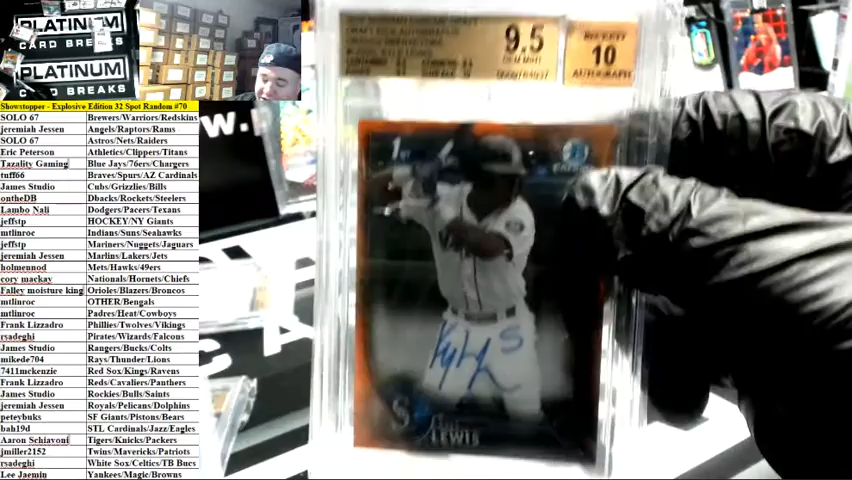 PLATINUM
CARD BREAKS
PLATINUM
CARD BREAKS
Showstopper - Explosive Edition 32 Spot Random #70
SOLO 67 Brewers/Warriors/Redskins
jeremiah Jessen Angels/Raptors/Rams
SOLO 67 Astros/Nets/Raiders
Eric Peterson Athletics/Clippers/Titans
Tazality Gaming Blue Jays/76ers/Chargers
tuff66 Braves/Spurs/AZ Cardinals
James Studio Cubs/Grizzlies/Bills
ontheDB Dbacks/Rockets/Steelers
Lambo Nali Dodgers/Pacers/Texans
jeffstp HOCKEY/NY Giants
mtlinroc Indians/Suns/Seahawks
jeffstp Mariners/Nuggets/Jaguars
jeremiah Jessen Marlins/Lakers/Jets
holmennod Mets/Hawks/49ers
cory mackay Nationals/Hornets/Chiefs
Falley moisture king Orioles/Blazers/Broncos
mtlinroc OTHER/Bengals
mtlinroc Padres/Heat/Cowboys
Frank Lizzadro Phillies/Twolves/Vikings
rsadeghi Pirates/Wizards/Falcons
James Studio Rangers/Bucks/Colts
mikede704 Rays/Thunder/Lions
7411mckenzie Red Sox/Kings/Ravens
Frank Lizzadro Reds/Cavaliers/Panthers
James Studio Rockies/Bulls/Saints
jeremiah Jessen Royals/Pelicans/Dolphins
peteybuks SF Giants/Pistons/Bears
bah19d STL Cardinals/Jazz/Eagles
Aaron Schiavoni Tigers/Knicks/Packers
jmiller2152 Twins/Mavericks/Patriots
rsadeghi White Sox/Celtics/TB Bucs
Lee Jaemin Yankees/Magic/Browns
9.5
GEM MINT
BECKETT
10
AUTOGRAPH
1st
LEWIS